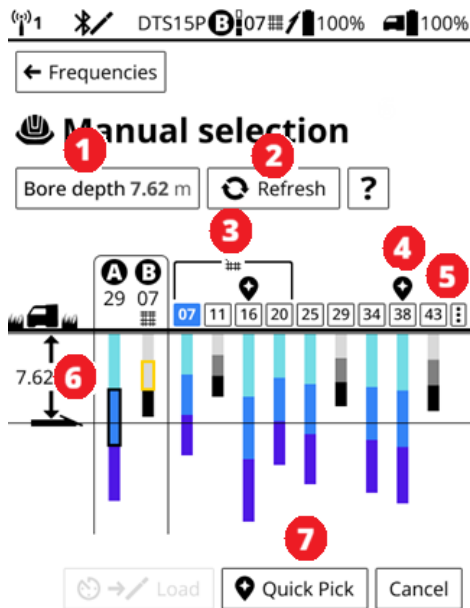 1 DTS15P B 07 100% 100%
← Frequencies
Manual selection
1 2
Bore depth 7.62 m Refresh ?
3 4 5
A B
29 07 07 11 16 20 25 29 34 38 43
7.62 6
7
Load Quick Pick Cancel